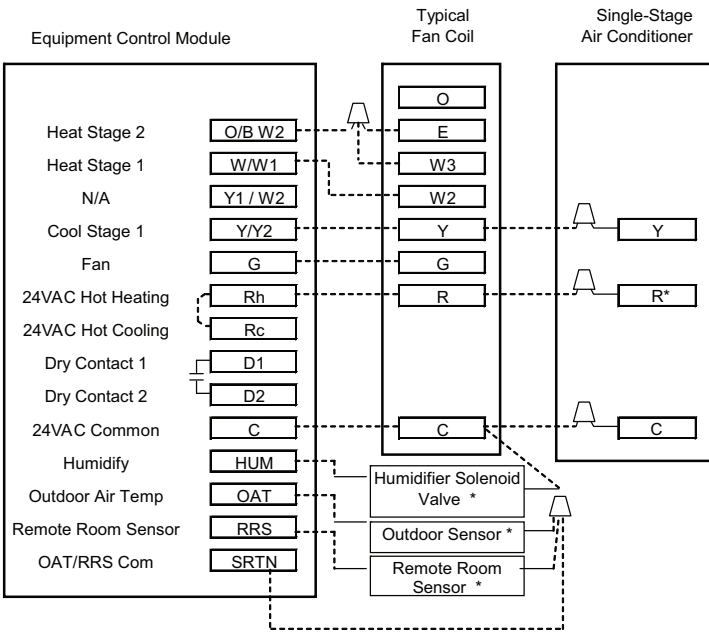 Typical
Fan Coil
Single-Stage
Air Conditioner
Equipment Control Module
O
Heat Stage 2 O/B W2 E
Heat Stage 1 W/W1 W3
N/A Y1 / W2 W2
Cool Stage 1 Y/Y2 Y Y
Fan G G
24VAC Hot Heating Rh R R*
24VAC Hot Cooling Rc
Dry Contact 1 D1
Dry Contact 2 D2
24VAC Common C C C
Humidify HUM
Humidifier Solenoid
Valve *
Outdoor Air Temp OAT
Outdoor Sensor *
Remote Room Sensor RRS
Remote Room
Sensor *
OAT/RRS Com SRTN